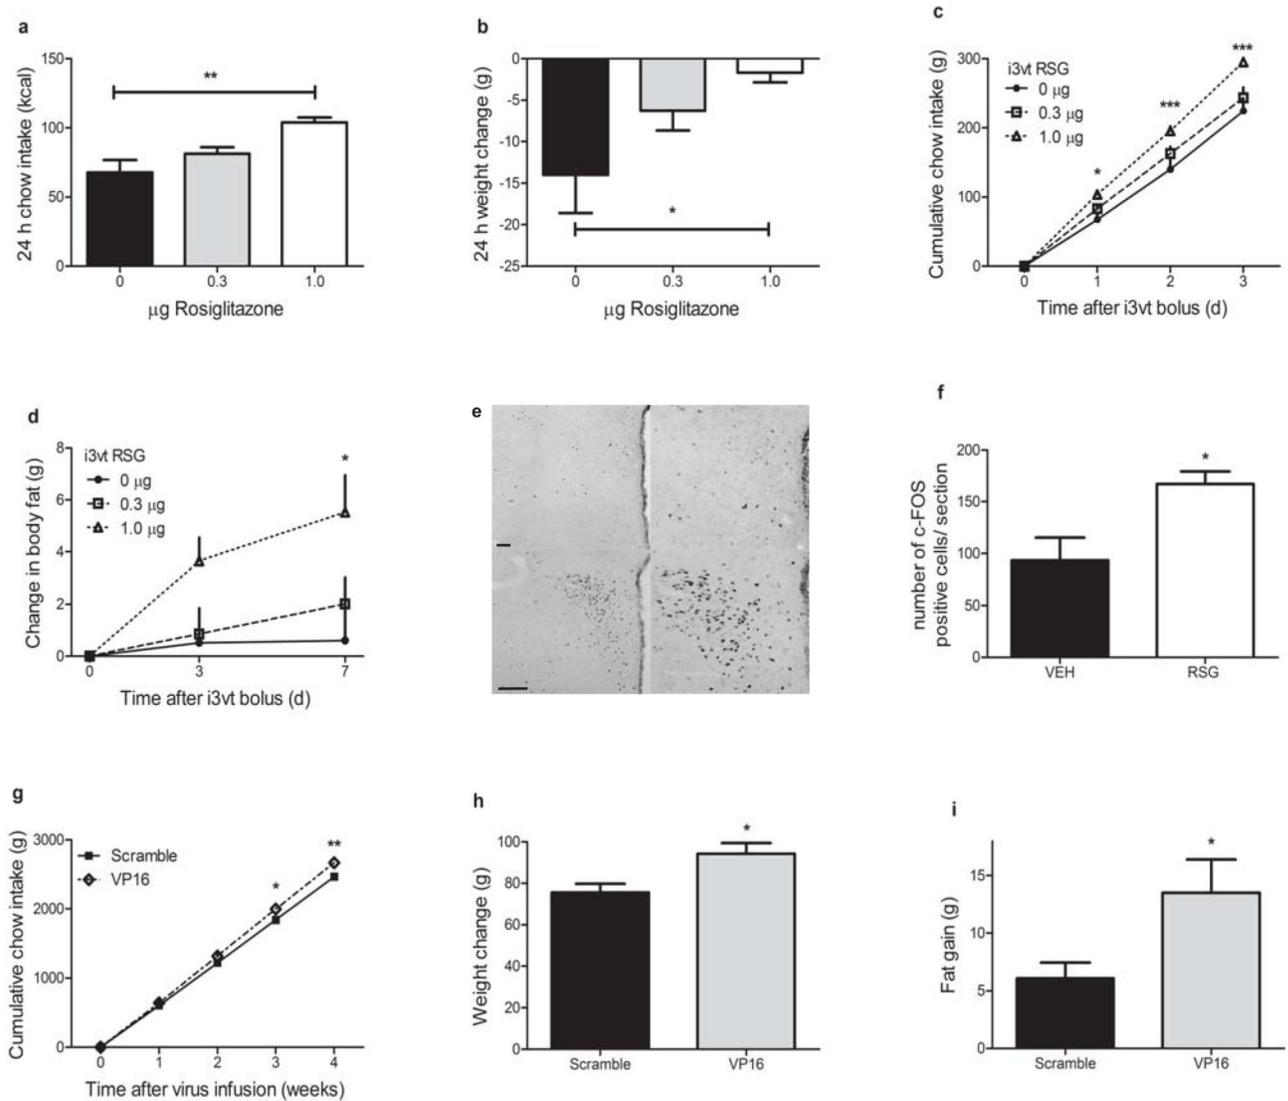 a
150
100
50
0
24 h chow intake (kcal)
**
0 0.3 1.0
μg Rosiglitazone
b
0
-5
-10
-15
-20
-25
24 h weight change (g)
*
0 0.3 1.0
μg Rosiglitazone
c
300
200
100
0
Cumulative chow intake (g)
i3vt RSG
0 μg
0.3 μg
1.0 μg
*
***
***
0 1 2 3
Time after i3vt bolus (d)
d
8
6
4
2
0
Change in body fat (g)
i3vt RSG
0 μg
0.3 μg
1.0 μg
*
0 3 7
Time after i3vt bolus (d)
e
f
200
150
100
50
0
number of c-FOS
positive cells/ section
*
VEH RSG
g
3000
2000
1000
0
Cumulative chow intake (g)
Scramble
VP16
*
**
0 1 2 3 4
Time after virus infusion (weeks)
h
100
80
60
40
20
0
Weight change (g)
*
Scramble VP16
i
15
10
5
0
Fat gain (g)
*
Scramble VP16